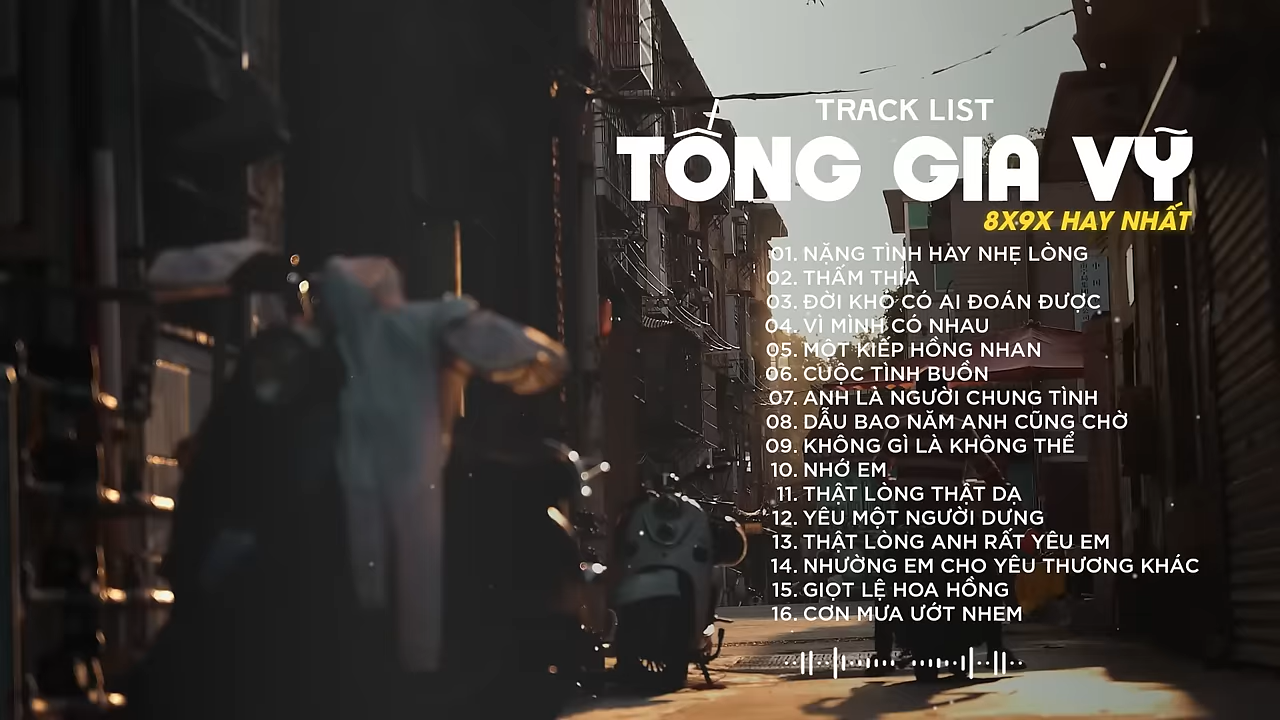 TRACK LIST
TỐNG GIA VỸ
8X9X HAY NHẤT
01. NẶNG TÌNH HAY NHẸ LÒNG
02. THẤM THÍA
03. ĐỜI KHÓ CÓ AI ĐOÁN ĐƯỢC
04. VÌ MÌNH CÓ NHAU
05. MỘT KIẾP HỒNG NHAN
06. CUỘC TÌNH BUỒN
07. ANH LÀ NGƯỜI CHUNG TÌNH
08. DẪU BAO NĂM ANH CŨNG CHỜ
09. KHÔNG GÌ LÀ KHÔNG THỂ
10. NHỚ EM
11. THẬT LÒNG THẬT DẠ
12. YÊU MỘT NGƯỜI DƯNG
13. THẬT LÒNG ANH RẤT YÊU EM
14. NHƯỜNG EM CHO YÊU THƯƠNG KHÁC
15. GIỌT LỆ HOA HỒNG
16. CƠN MƯA ƯỚT NHEM